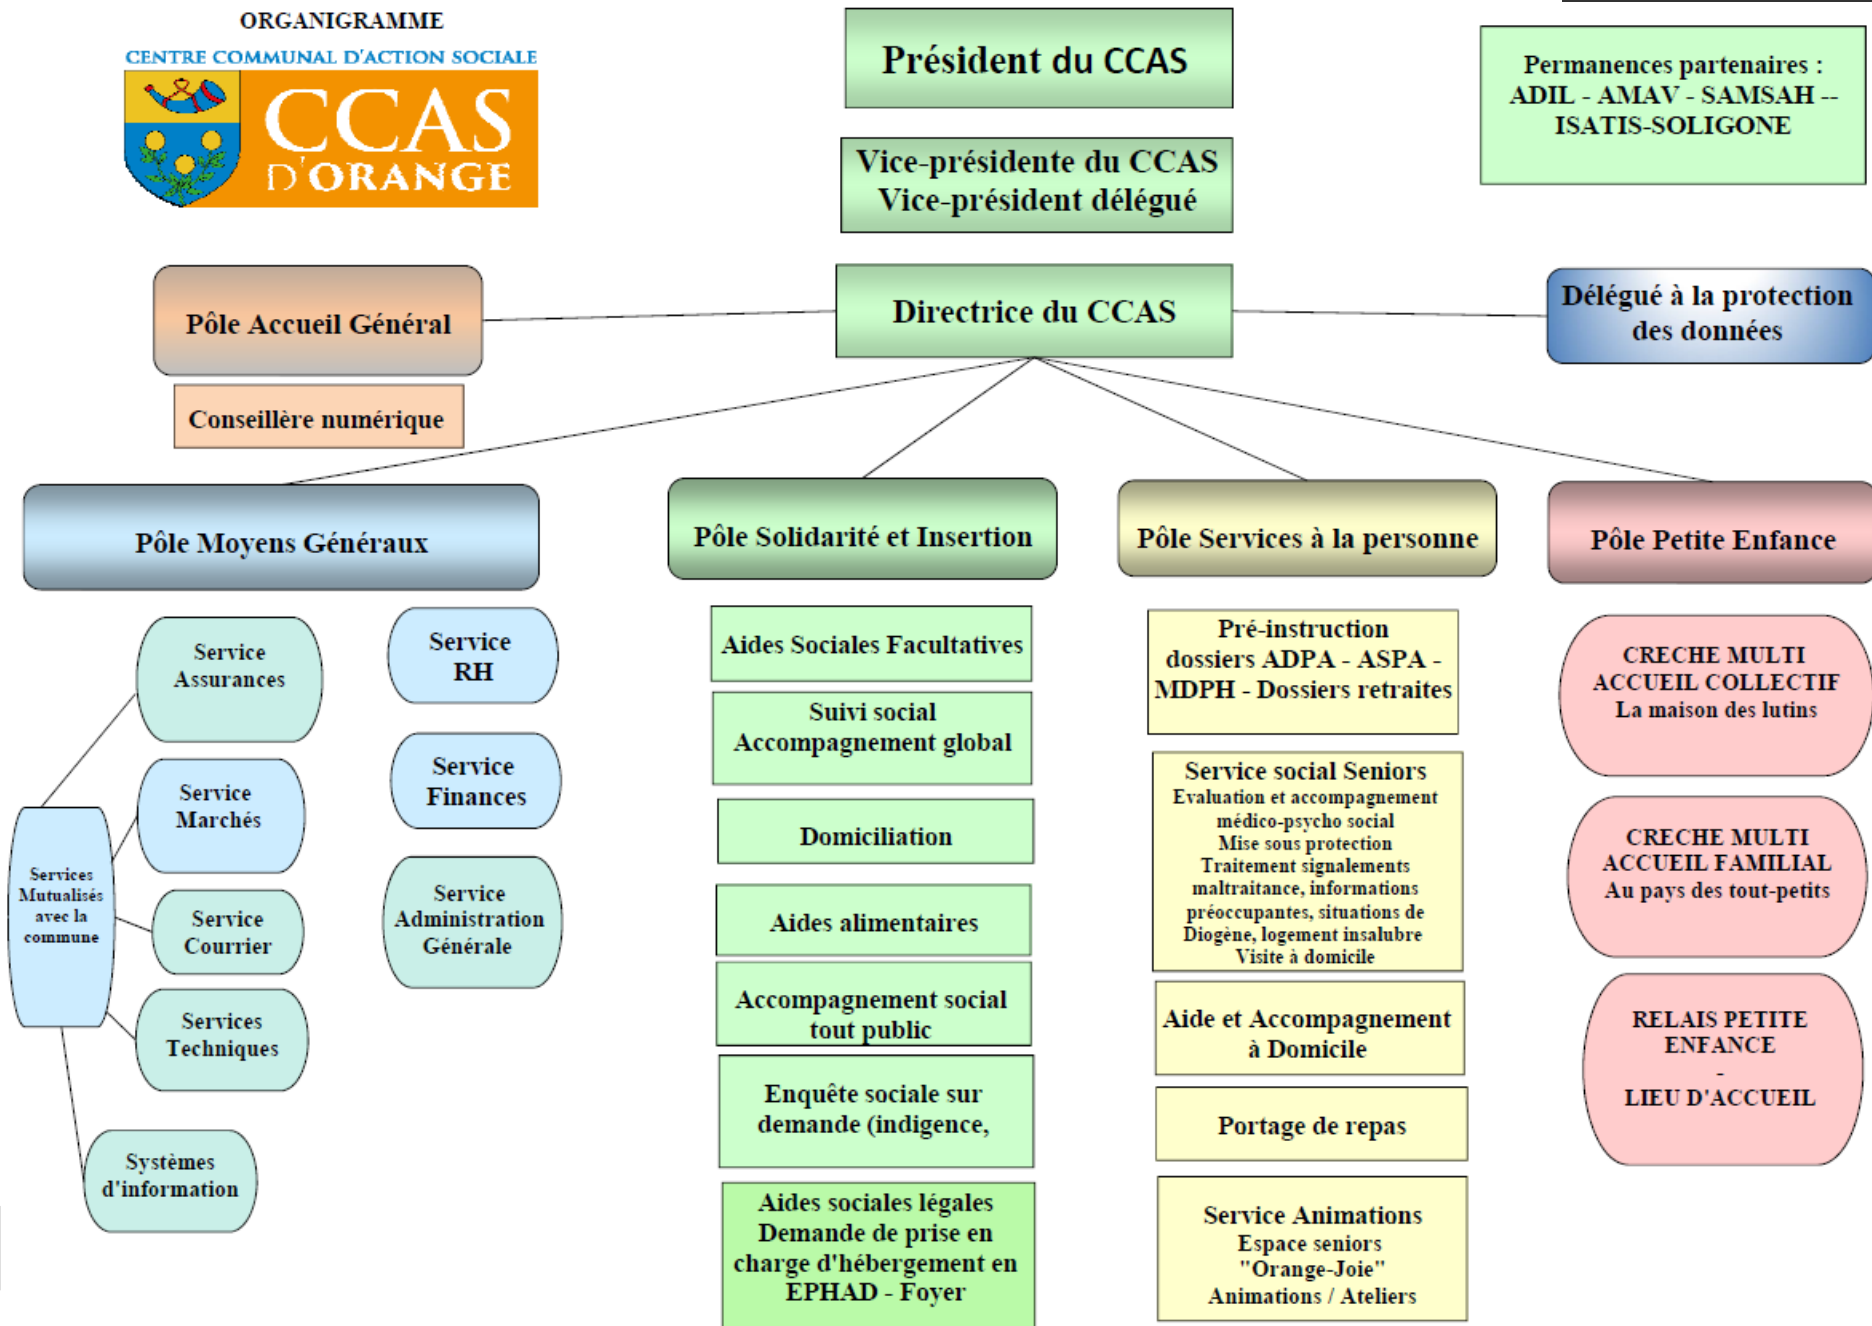 ORGANIGRAMME
CENTRE COMMUNAL D'ACTION SOCIALE
CCAS
D'ORANGE
Président du CCAS
Permanences partenaires :
ADIL - AMAV - SAMSAH --
ISATIS-SOLIGONE
Vice-présidente du CCAS
Vice-président délégué
Pôle Accueil Général
Directrice du CCAS
Délégué à la protection
des données
Conseillère numérique
Pôle Moyens Généraux
Pôle Solidarité et Insertion
Pôle Services à la personne
Pôle Petite Enfance
Service
Assurances
Service
Marchés
Services
Mutualisés
avec la
commune
Service
Courrier
Services
Techniques
Systèmes
d'information
Service
RH
Service
Finances
Service
Administration
Générale
Aides Sociales Facultatives
Suivi social
Accompagnement global
Domiciliation
Aides alimentaires
Accompagnement social
tout public
Enquête sociale sur
demande (indigence,
Aides sociales légales
Demande de prise en
charge d'hébergement en
EPHAD - Foyer
Pré-instruction
dossiers ADPA - ASPA -
MDPH - Dossiers retraites
Service social Seniors
Evaluation et accompagnement
médico-psycho social
Mise sous protection
Traitement signalements
maltraitance, informations
préoccupantes, situations de
Diogène, logement insalubre
Visite à domicile
Aide et Accompagnement
à Domicile
Portage de repas
Service Animations
Espace seniors
"Orange-Joie"
Animations / Ateliers
CRECHE MULTI
ACCUEIL COLLECTIF
La maison des lutins
CRECHE MULTI
ACCUEIL FAMILIAL
Au pays des tout-petits
RELAIS PETITE
ENFANCE
-
LIEU D'ACCUEIL